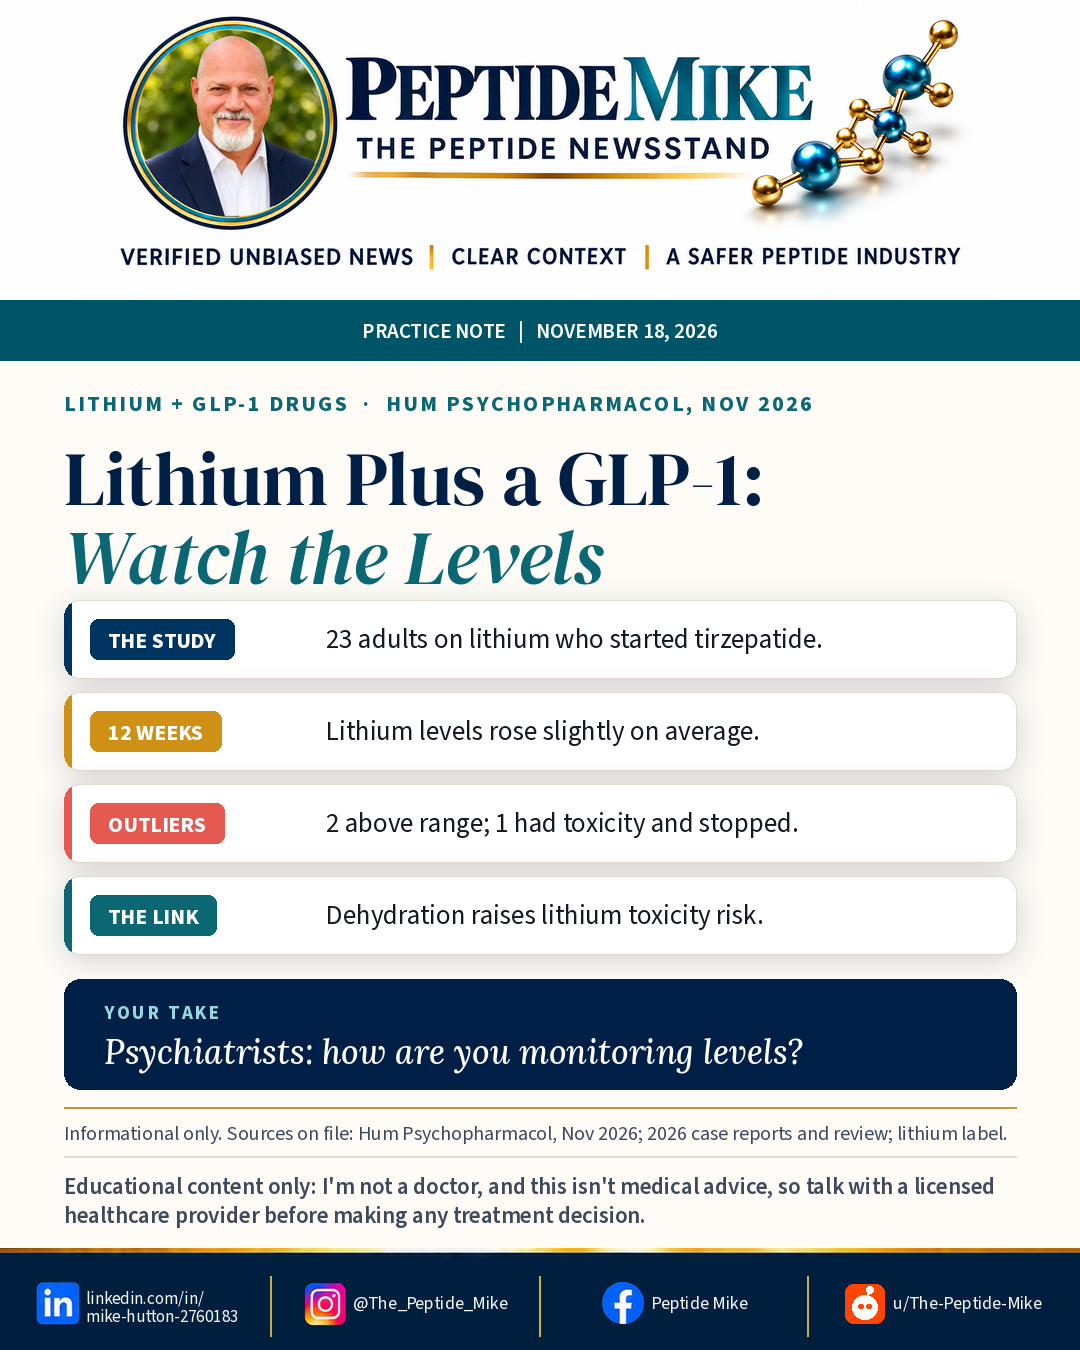 PEPTIDEMIKE
THE PEPTIDE NEWSSTAND
VERIFIED UNBIASED NEWS | CLEAR CONTEXT | A SAFER PEPTIDE INDUSTRY
PRACTICE NOTE | NOVEMBER 18, 2026
LITHIUM + GLP-1 DRUGS · HUM PSYCHOPHARMACOL, NOV 2026
Lithium Plus a GLP-1:
Watch the Levels
THE STUDY 23 adults on lithium who started tirzepatide.
12 WEEKS Lithium levels rose slightly on average.
OUTLIERS 2 above range; 1 had toxicity and stopped.
THE LINK Dehydration raises lithium toxicity risk.
YOUR TAKE
Psychiatrists: how are you monitoring levels?
Informational only. Sources on file: Hum Psychopharmacol, Nov 2026; 2026 case reports and review; lithium label.
Educational content only: I'm not a doctor, and this isn't medical advice, so talk with a licensed
healthcare provider before making any treatment decision.
in linkedin.com/in/
mike-hutton-2760183
@The_Peptide_Mike
Peptide Mike
u/The-Peptide-Mike